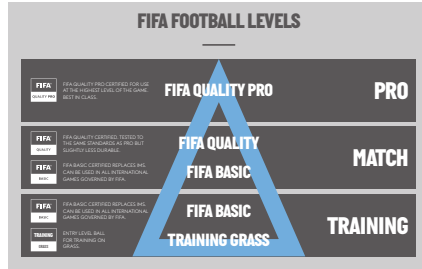 FIFA FOOTBALL LEVELS
FIFA
QUALITY PRO
FIFA QUALITY PRO CERTIFIED FOR USE
AT THE HIGHEST LEVEL OF THE GAME.
BEST IN CLASS.
FIFA QUALITY PRO
PRO
FIFA
QUALITY
FIFA QUALITY CERTIFIED. TESTED TO
THE SAME STANDARDS AS PRO BUT
SLIGHTLY LESS DURABLE.
FIFA QUALITY
FIFA
BASIC
FIFA BASIC CERTIFIED REPLACES IMS.
CAN BE USED IN ALL INTERNATIONAL
GAMES GOVERNED BY FIFA.
FIFA BASIC
MATCH
FIFA
BASIC
FIFA BASIC CERTIFIED REPLACES IMS.
CAN BE USED IN ALL INTERNATIONAL
GAMES GOVERNED BY FIFA.
FIFA BASIC
TRAINING
ENTRY LEVEL BALL
FOR TRAINING ON
GRASS.
TRAINING GRASS
TRAINING